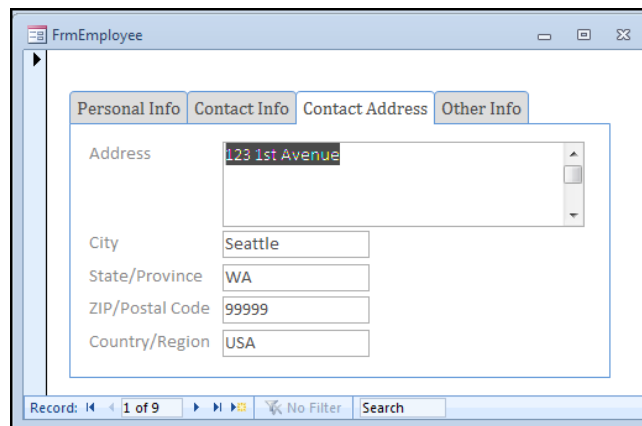 FrmEmployee
Personal Info Contact Info Contact Address Other Info
Address 123 1st Avenue
City Seattle
State/Province WA
ZIP/Postal Code 99999
Country/Region USA
Record: 1 of 9 No Filter Search